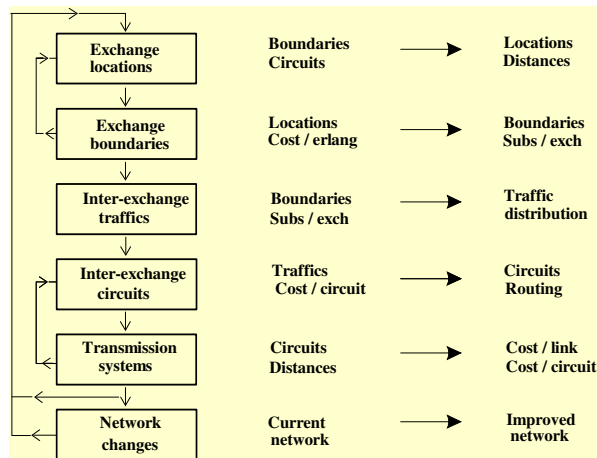 Exchange
locations
Boundaries
Circuits
Locations
Distances
Exchange
boundaries
Locations
Cost / erlang
Boundaries
Subs / exch
Inter-exchange
traffics
Boundaries
Subs / exch
Traffic
distribution
Inter-exchange
circuits
Traffics
Cost / circuit
Circuits
Routing
Transmission
systems
Circuits
Distances
Cost / link
Cost / circuit
Network
changes
Current
network
Improved
network